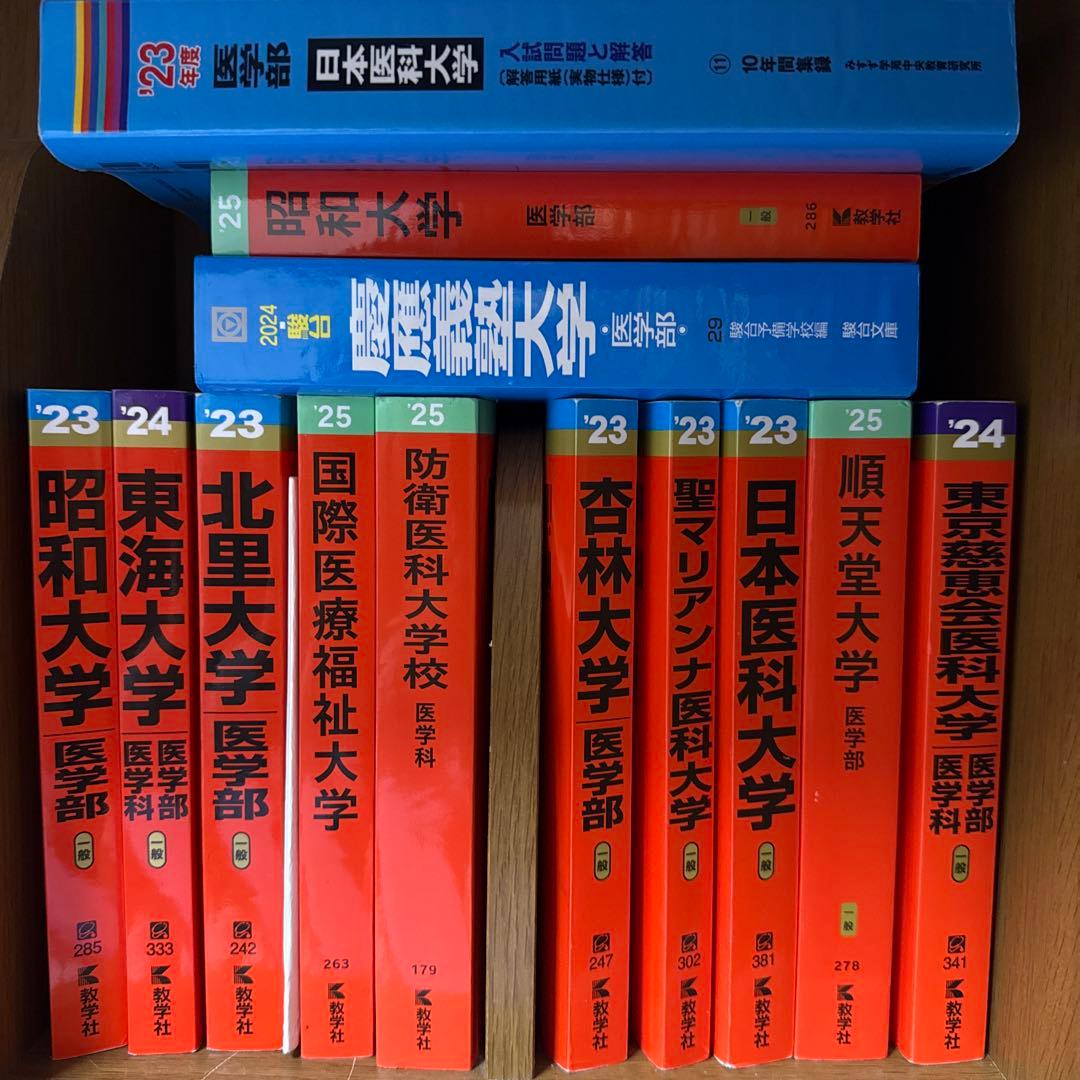 '23年度 医学部 日本医科大学 入試問題と解答 (解答用紙(実物仕様)付) ⑪ 10年間集録 みすず学苑中央教育研究所
'25 昭和大学 医学部 一般 286 教学社
2024・駿台 慶應義塾大学・医学部・ 29 駿台予備学校編 駿台文庫
'23 昭和大学 医学部 一般 285 教学社
'24 東海大学 医学部 医学科 一般 333 教学社
'23 北里大学 医学部 一般 242 教学社
'25 国際医療福祉大学 263 教学社
'25 防衛医科大学校 医学科 179 教学社
'23 杏林大学 医学部 一般 247 教学社
'23 聖マリアンナ医科大学 一般 302 教学社
'23 日本医科大学 一般 381 教学社
'25 順天堂大学 医学部 一般 278 教学社
'24 東京慈恵会医科大学 医学部 医学科 一般 341 教学社